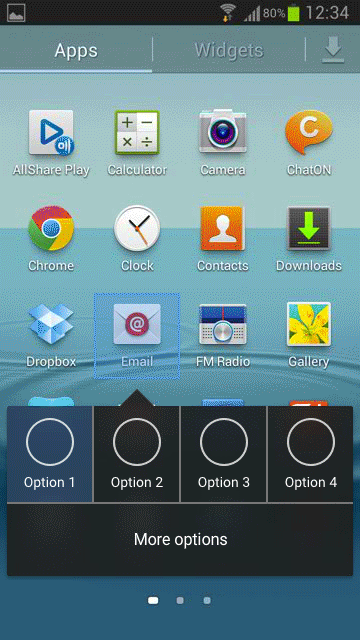 80% 12:34
Apps Widgets
AllShare Play Calculator Camera ChatON
Chrome Clock Contacts Downloads
Dropbox Email FM Radio Gallery
Option 1 Option 2 Option 3 Option 4
More options